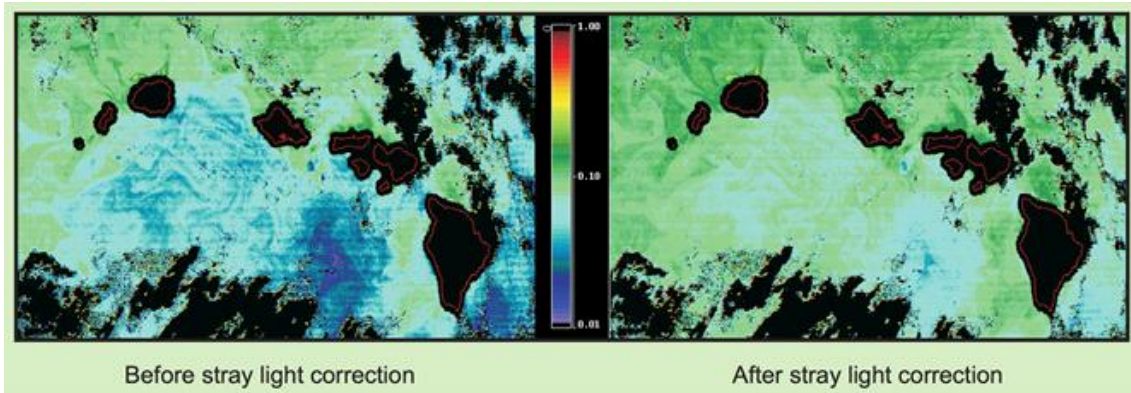 1.00
0.10
0.01
Before stray light correction
After stray light correction